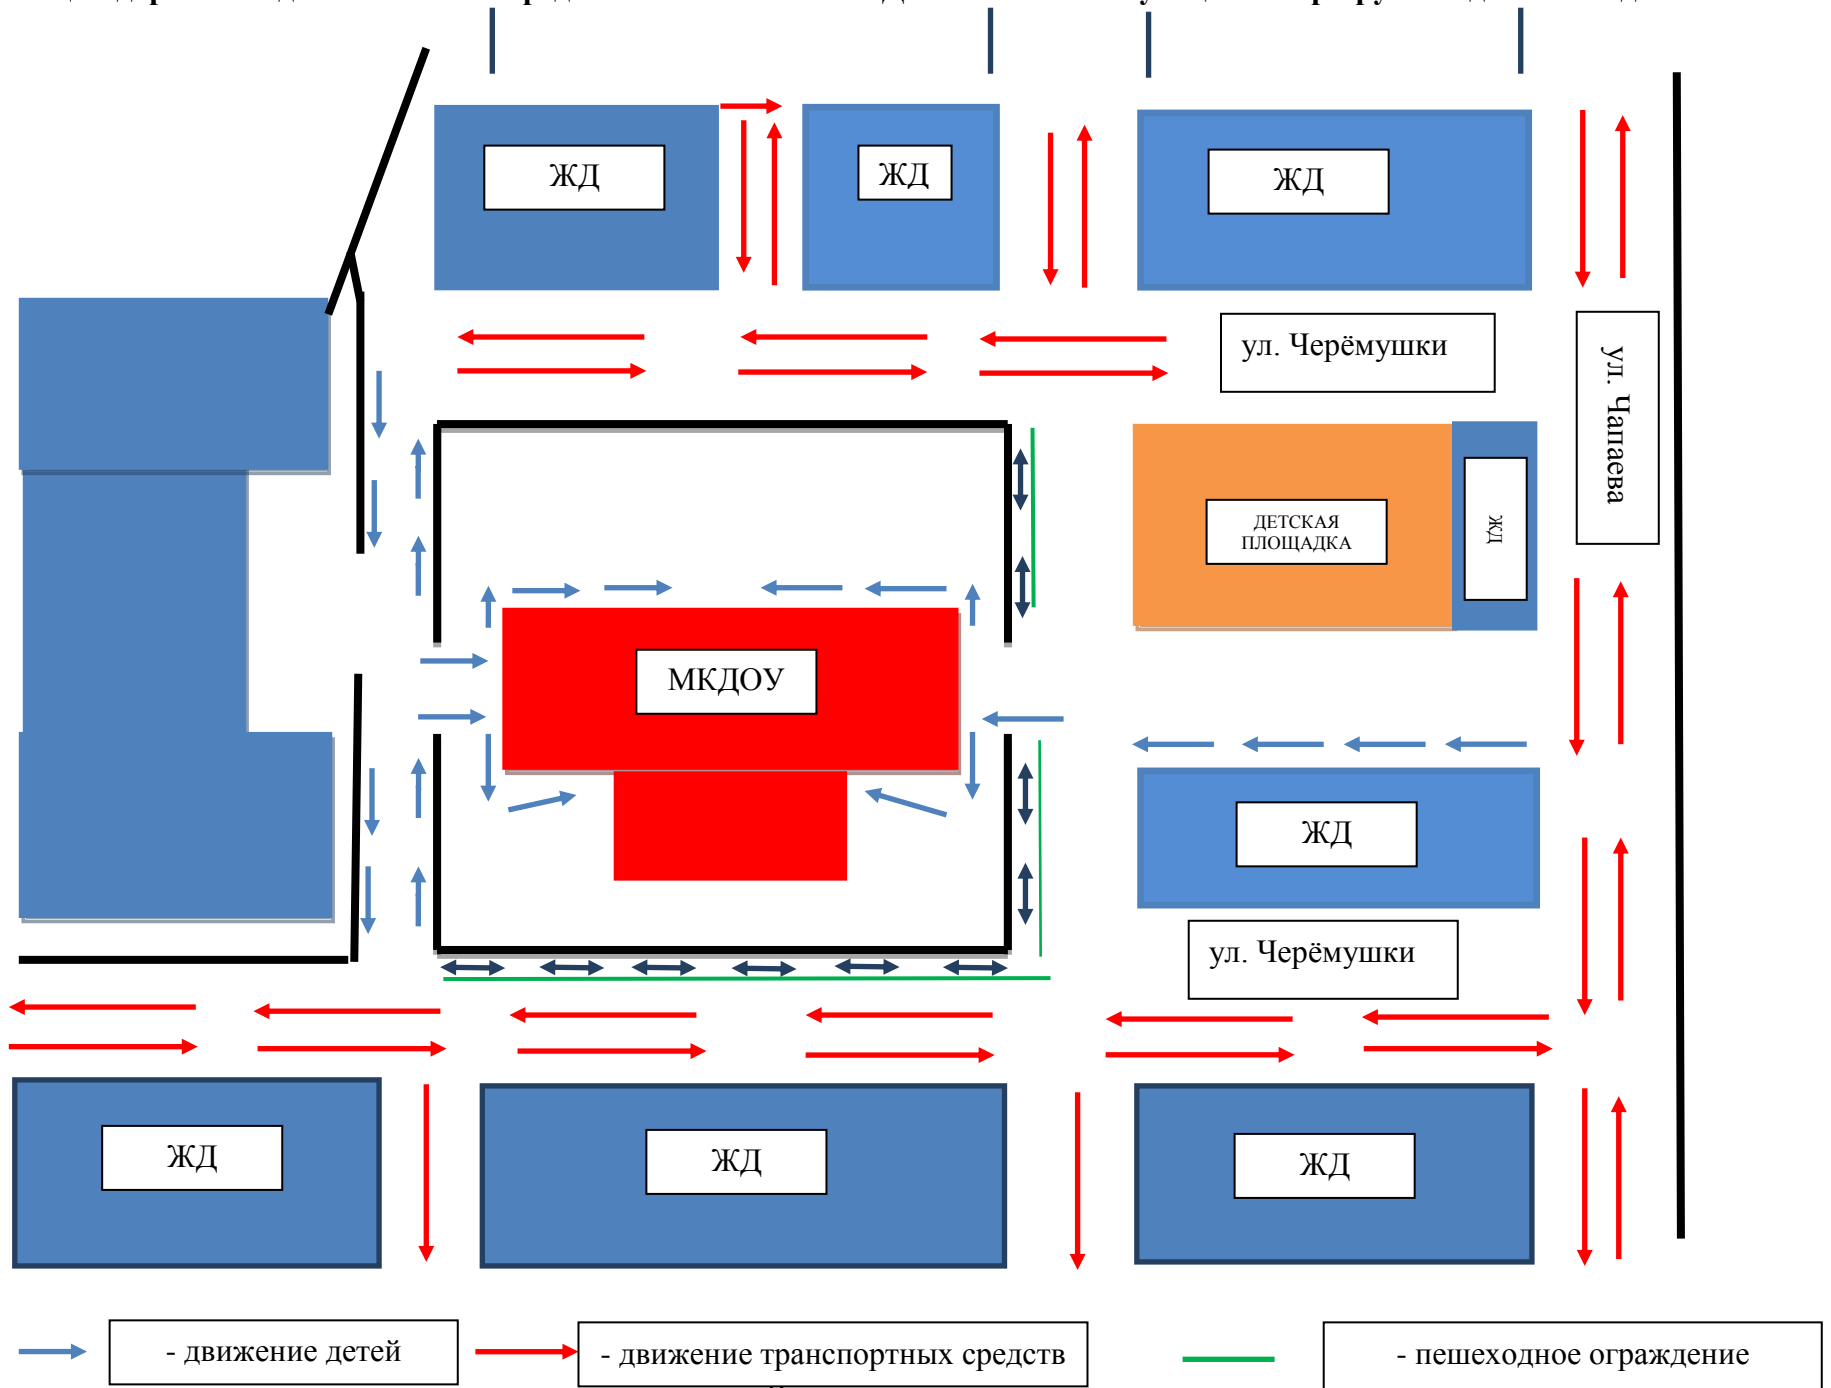 ЖД
ЖД
ЖД
ул. Черёмушки
ул. Чапаева
ДЕТСКАЯ
ПЛОЩАДКА
ЖД
МКДОУ
ЖД
ул. Черёмушки
ЖД
ЖД
ЖД
- движение детей
- движение транспортных средств
- пешеходное ограждение